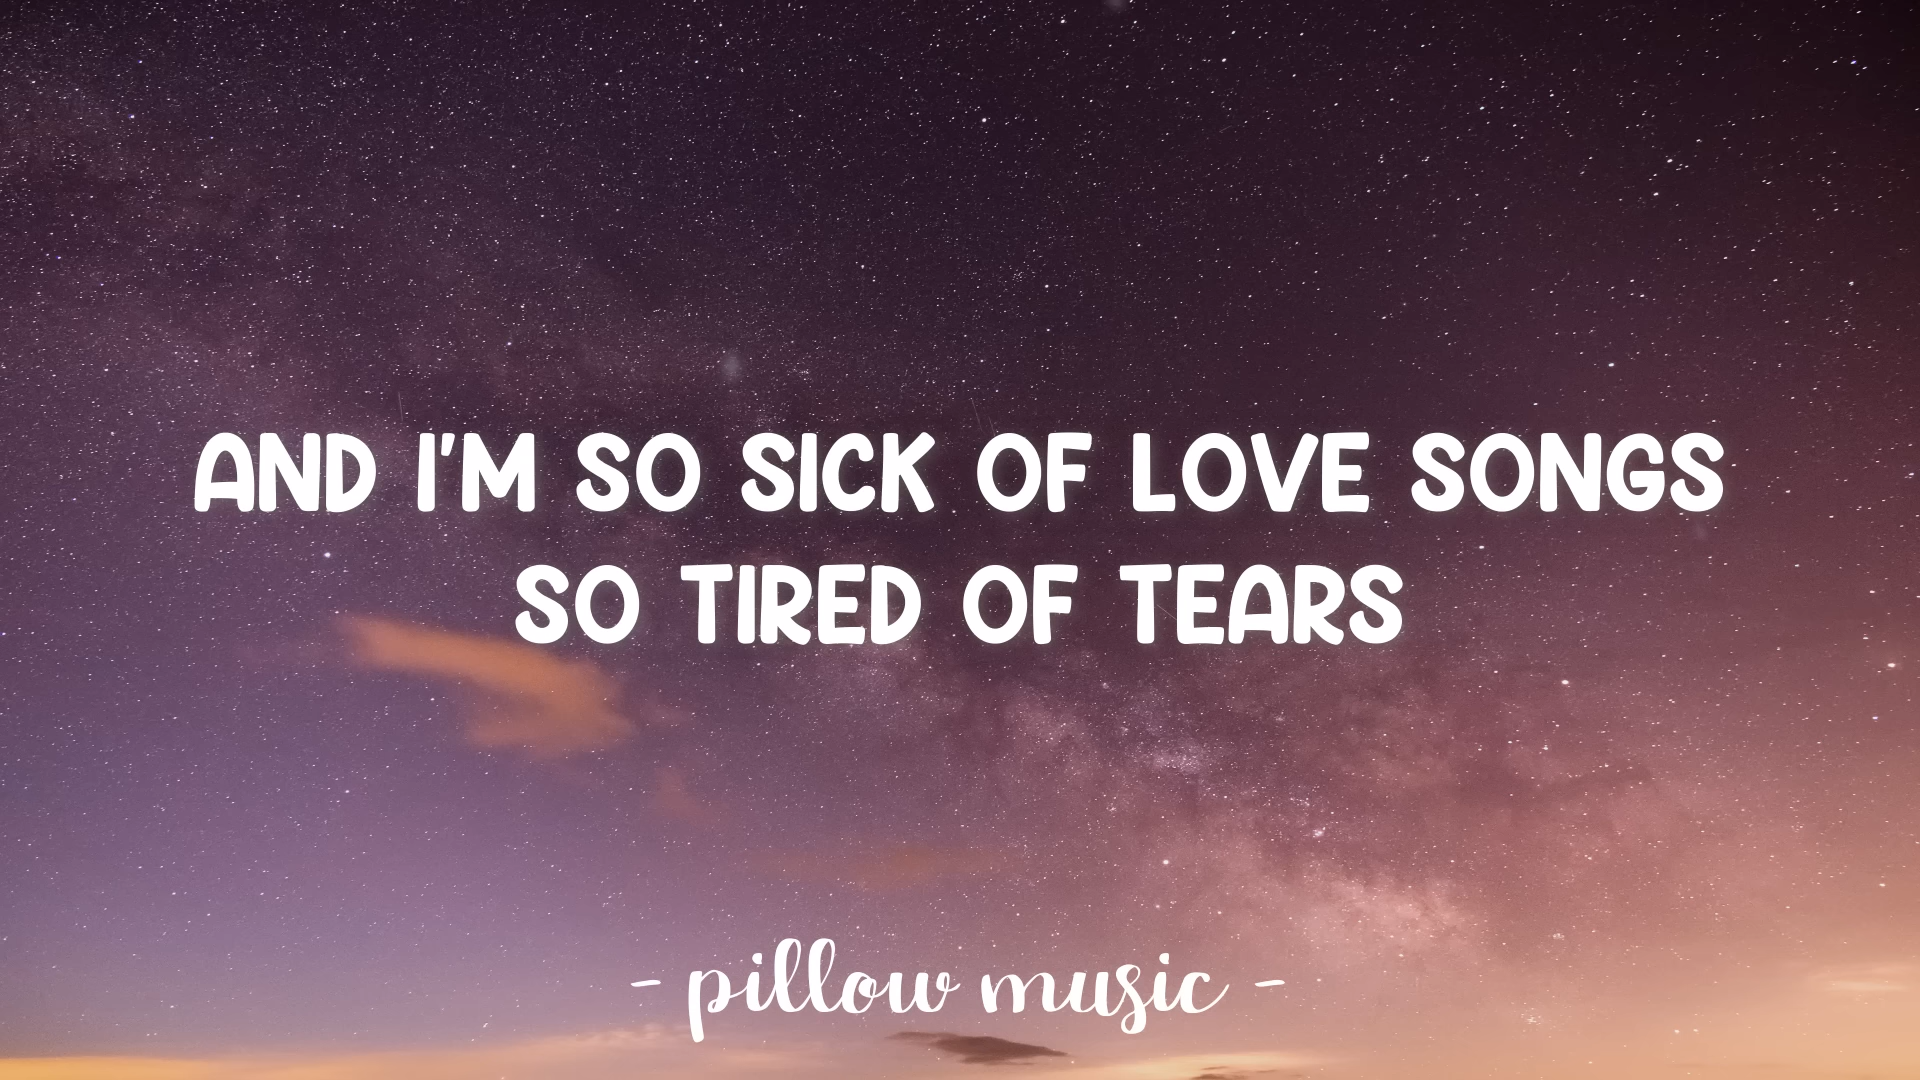 AND I'M SO SICK OF LOVE SONGS
SO TIRED OF TEARS
- pillow music -